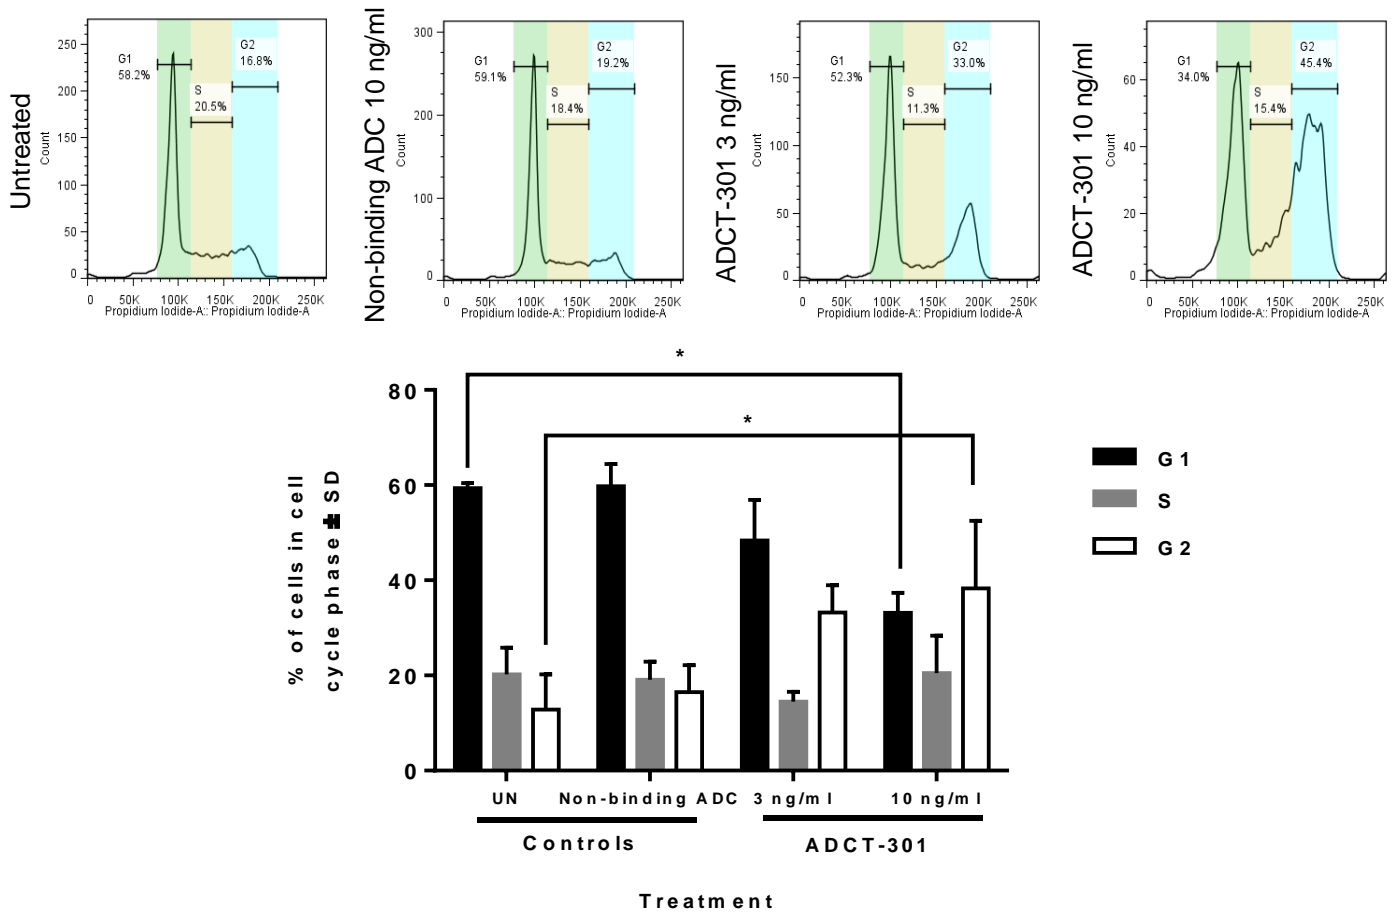 Untreated
250
200
150
100
50
0
Count
G1
58.2%
S
20.5%
G2
16.8%
0 50K 100K 150K 200K 250K
Propidium Iodide-A:: Propidium Iodide-A
Non-binding ADC 10 ng/ml
300
200
100
0
Count
G1
59.1%
S
18.4%
G2
19.2%
0 50K 100K 150K 200K 250K
Propidium Iodide-A:: Propidium Iodide-A
ADCT-301 3 ng/ml
150
100
50
0
Count
G1
52.3%
S
11.3%
G2
33.0%
0 50K 100K 150K 200K 250K
Propidium Iodide-A:: Propidium Iodide-A
ADCT-301 10 ng/ml
60
40
20
0
Count
G1
34.0%
S
15.4%
G2
45.4%
0 50K 100K 150K 200K 250K
Propidium Iodide-A:: Propidium Iodide-A
% of cells in cell
cycle phase ± SD
80
60
40
20
0
*
*
G1
S
G2
UN Non-binding ADC 3 ng/ml 10 ng/ml
Controls ADCT-301
Treatment